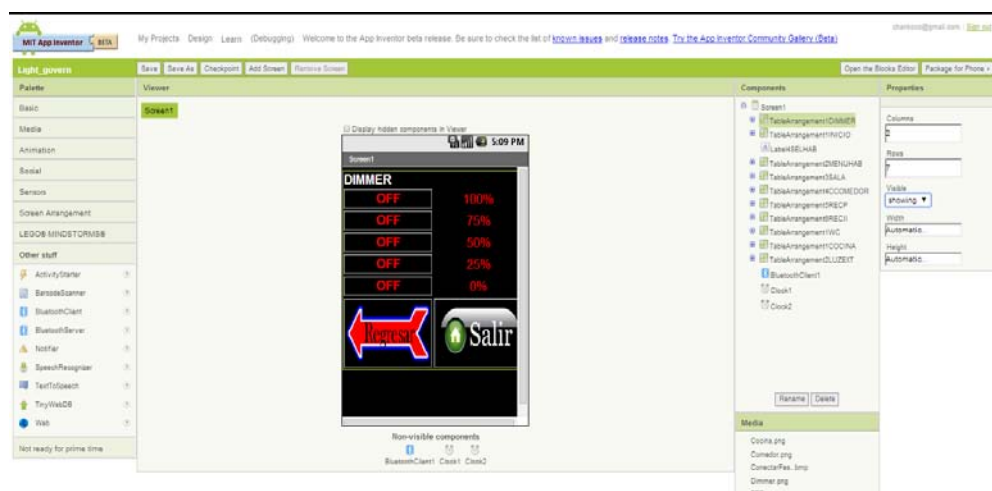 MIT App Inventor BETA
My Projects Design Learn (Debugging) Welcome to the App Inventor beta release. Be sure to check the list of known issues and release notes. Try the App Inventor Community Gallery (Beta)
@gmail.com | Sign out
Light_govern
Save Save As Checkpoint Add Screen Remove Screen
Open the Blocks Editor Package for Phone
Palette
Basic
Media
Animation
Social
Sensors
Screen Arrangement
LEGO® MINDSTORMS®
Other stuff
ActivityStarter
BarcodeScanner
BluetoothClient
BluetoothServer
Notifier
SpeechRecognizer
TextToSpeech
TinyWebDB
Web
Not ready for prime time
Viewer
Screen1
Display hidden components in Viewer
5:09 PM
Screen1
DIMMER
OFF 100%
OFF 75%
OFF 50%
OFF 25%
OFF 0%
Regresar Salir
Non-visible components
BluetoothClient1 Clock1 Clock2
Components
Screen1
TableArrangement1DIMMER
TableArrangement1INICIO
Label4SELHAB
TableArrangement2MENUHAB
TableArrangement3SALA
TableArrangement4CCOMEDOR
TableArrangement5RECP
TableArrangement6RECII
TableArrangement1WC
TableArrangement1COCINA
TableArrangement2LUZEXT
BluetoothClient1
Clock1
Clock2
Rename Delete
Media
Cocina.png
Comedor.png
ConectarFea...bmp
Dimmer.png
Properties
Columns
2
Rows
7
Visible
showing
Width
Automatic...
Height
Automatic...